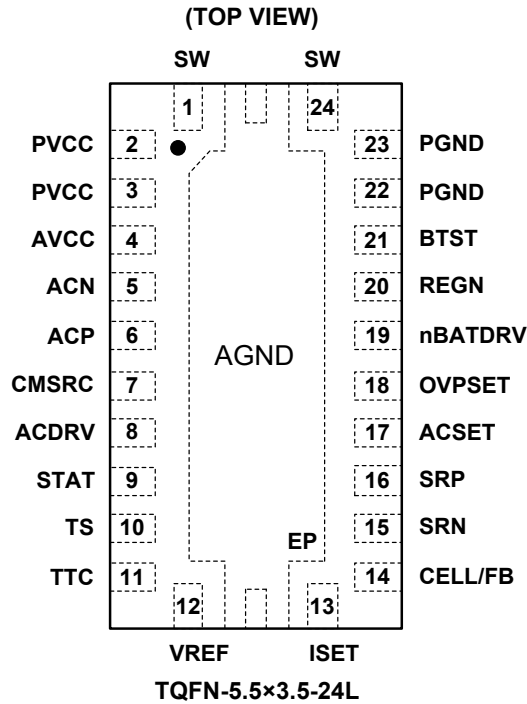 (TOP VIEW)
SW SW
1 24
PVCC 2 23 PGND
PVCC 3 22 PGND
AVCC 4 21 BTST
ACN 5 20 REGN
ACP 6 19 nBATDRV
AGND
CMSRC 7 18 OVPSET
ACDRV 8 17 ACSET
STAT 9 16 SRP
TS 10 15 SRN
EP
TTC 11 14 CELL/FB
12 13
VREF ISET
TQFN-5.5×3.5-24L